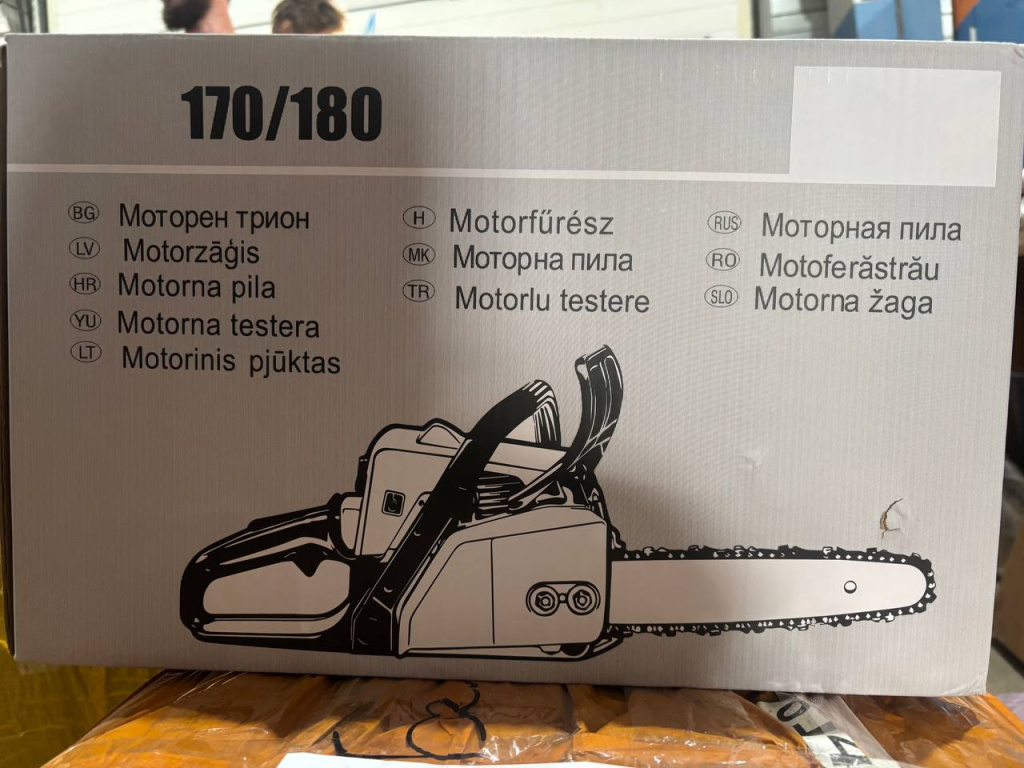 170/180
BG Моторен трион
LV Motorzāģis
HR Motorna pila
YU Motorna testera
LT Motorinis pjūktas
H Motorfűrész
MK Моторна пила
TR Motorlu testere
RUS Моторная пила
RO Motoferăstrău
SLO Motorna žaga